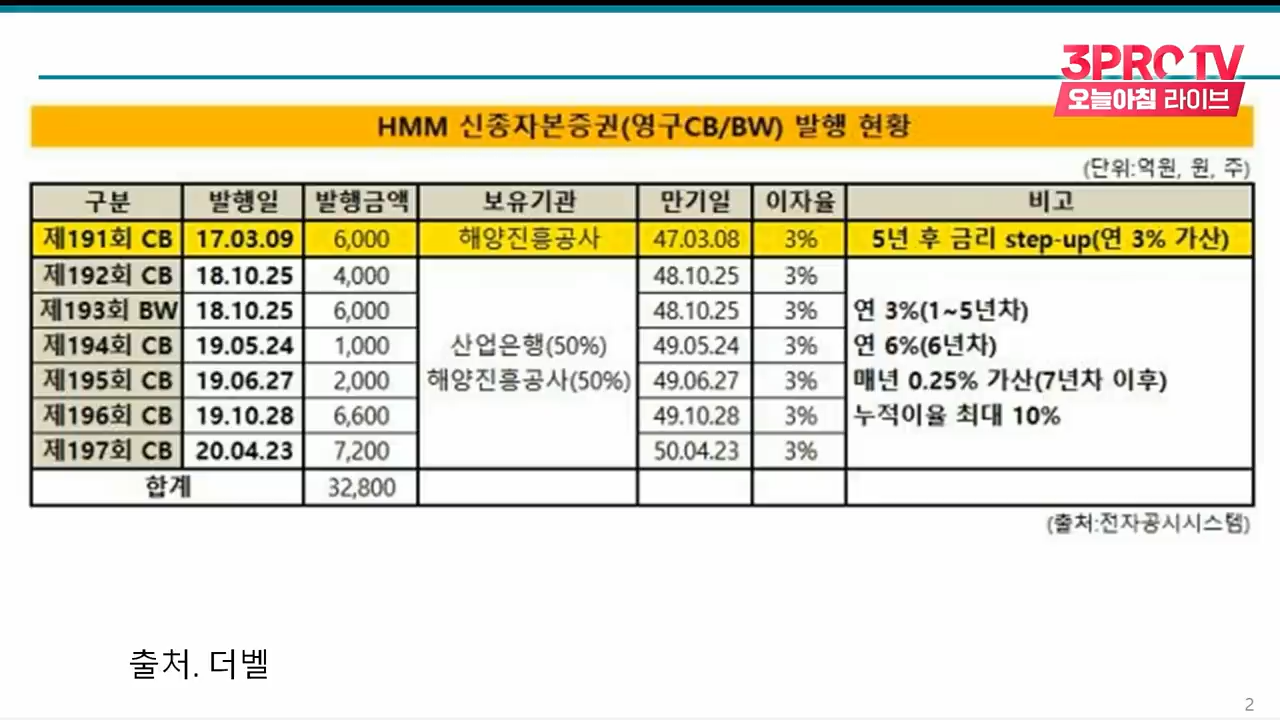 3PRO TV
오늘아침 라이브
HMM 신종자본증권(영구CB/BW) 발행 현황
(단위:억원, 원, 주)
구분 발행일 발행금액 보유기관 만기일 이자율 비고
제191회 CB 17.03.09 6,000 해양진흥공사 47.03.08 3% 5년 후 금리 step-up(연 3% 가산)
제192회 CB 18.10.25 4,000 48.10.25 3%
제193회 BW 18.10.25 6,000 48.10.25 3% 연 3%(1~5년차)
제194회 CB 19.05.24 1,000 산업은행(50%) 49.05.24 3% 연 6%(6년차)
제195회 CB 19.06.27 2,000 해양진흥공사(50%) 49.06.27 3% 매년 0.25% 가산(7년차 이후)
제196회 CB 19.10.28 6,600 49.10.28 3% 누적이율 최대 10%
제197회 CB 20.04.23 7,200 50.04.23 3%
합계 32,800
(출처:전자공시시스템)
출처. 더벨
2